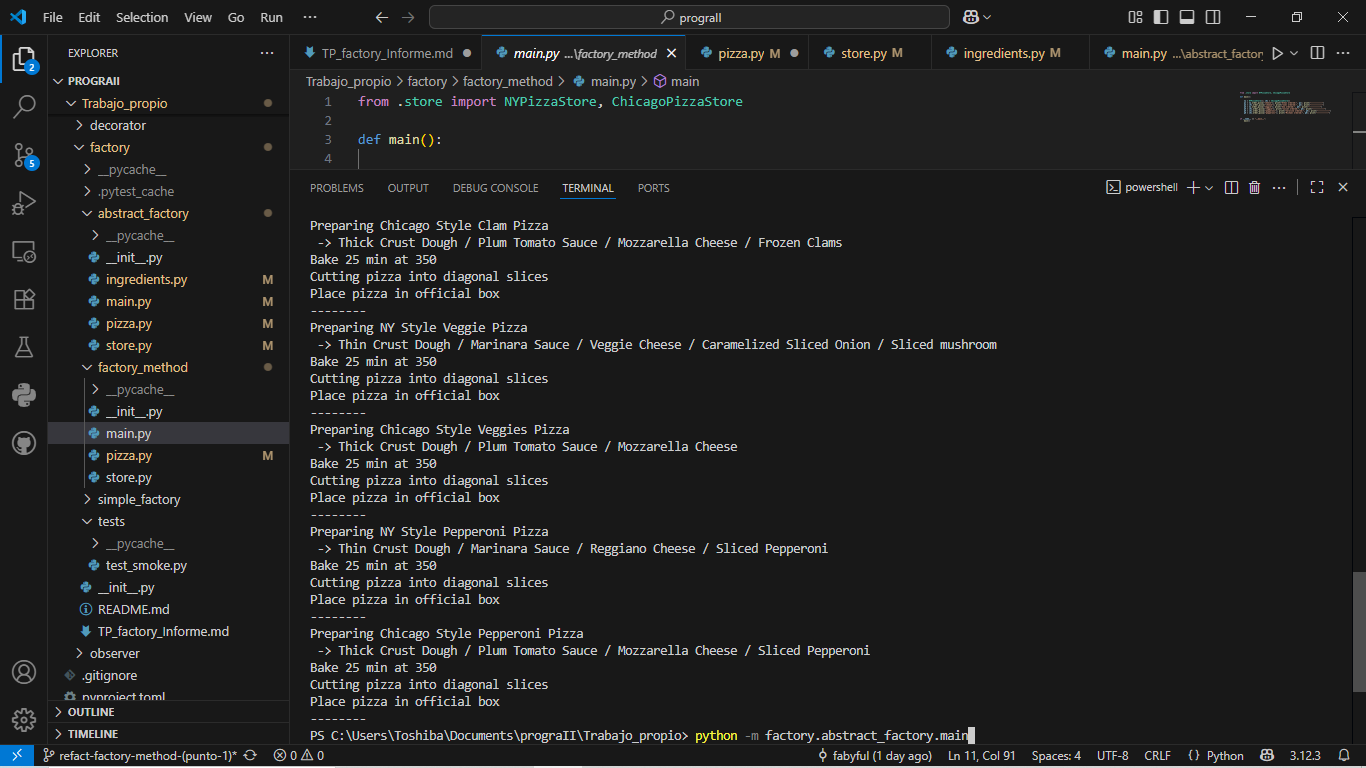 File Edit Selection View Go Run ··· prograII
EXPLORER ···
PROGRAII
Trabajo_propio
decorator
factory
__pycache__
.pytest_cache
abstract_factory
__pycache__
__init__.py
ingredients.py M
main.py M
pizza.py M
store.py M
factory_method
__pycache__
__init__.py
main.py
pizza.py M
store.py
simple_factory
tests
__pycache__
test_smoke.py
__init__.py
README.md
TP_factory_Informe.md
observer
.gitignore
pyproject.toml
OUTLINE
TIMELINE
2
5
TP_factory_Informe.md main.py ...\factory_method pizza.py M store.py M ingredients.py M main.py ...\abstract_factory
Trabajo_propio > factory > factory_method > main.py > main
1 from .store import NYPizzaStore, ChicagoPizzaStore
2
3 def main():
4
PROBLEMS OUTPUT DEBUG CONSOLE TERMINAL PORTS powershell
Preparing Chicago Style Clam Pizza
-> Thick Crust Dough / Plum Tomato Sauce / Mozzarella Cheese / Frozen Clams
Bake 25 min at 350
Cutting pizza into diagonal slices
Place pizza in official box
--------
Preparing NY Style Veggie Pizza
-> Thin Crust Dough / Marinara Sauce / Veggie Cheese / Caramelized Sliced Onion / Sliced mushroom
Bake 25 min at 350
Cutting pizza into diagonal slices
Place pizza in official box
--------
Preparing Chicago Style Veggies Pizza
-> Thick Crust Dough / Plum Tomato Sauce / Mozzarella Cheese
Bake 25 min at 350
Cutting pizza into diagonal slices
Place pizza in official box
--------
Preparing NY Style Pepperoni Pizza
-> Thin Crust Dough / Marinara Sauce / Reggiano Cheese / Sliced Pepperoni
Bake 25 min at 350
Cutting pizza into diagonal slices
Place pizza in official box
--------
Preparing Chicago Style Pepperoni Pizza
-> Thick Crust Dough / Plum Tomato Sauce / Mozzarella Cheese / Sliced Pepperoni
Bake 25 min at 350
Cutting pizza into diagonal slices
Place pizza in official box
--------
PS C:\Users\Toshiba\Documents\prograII\Trabajo_propio> python -m factory.abstract_factory.main
refact-factory-method-(punto-1)* 0 0 fabyful (1 day ago) Ln 11, Col 91 Spaces: 4 UTF-8 CRLF {} Python 3.12.3